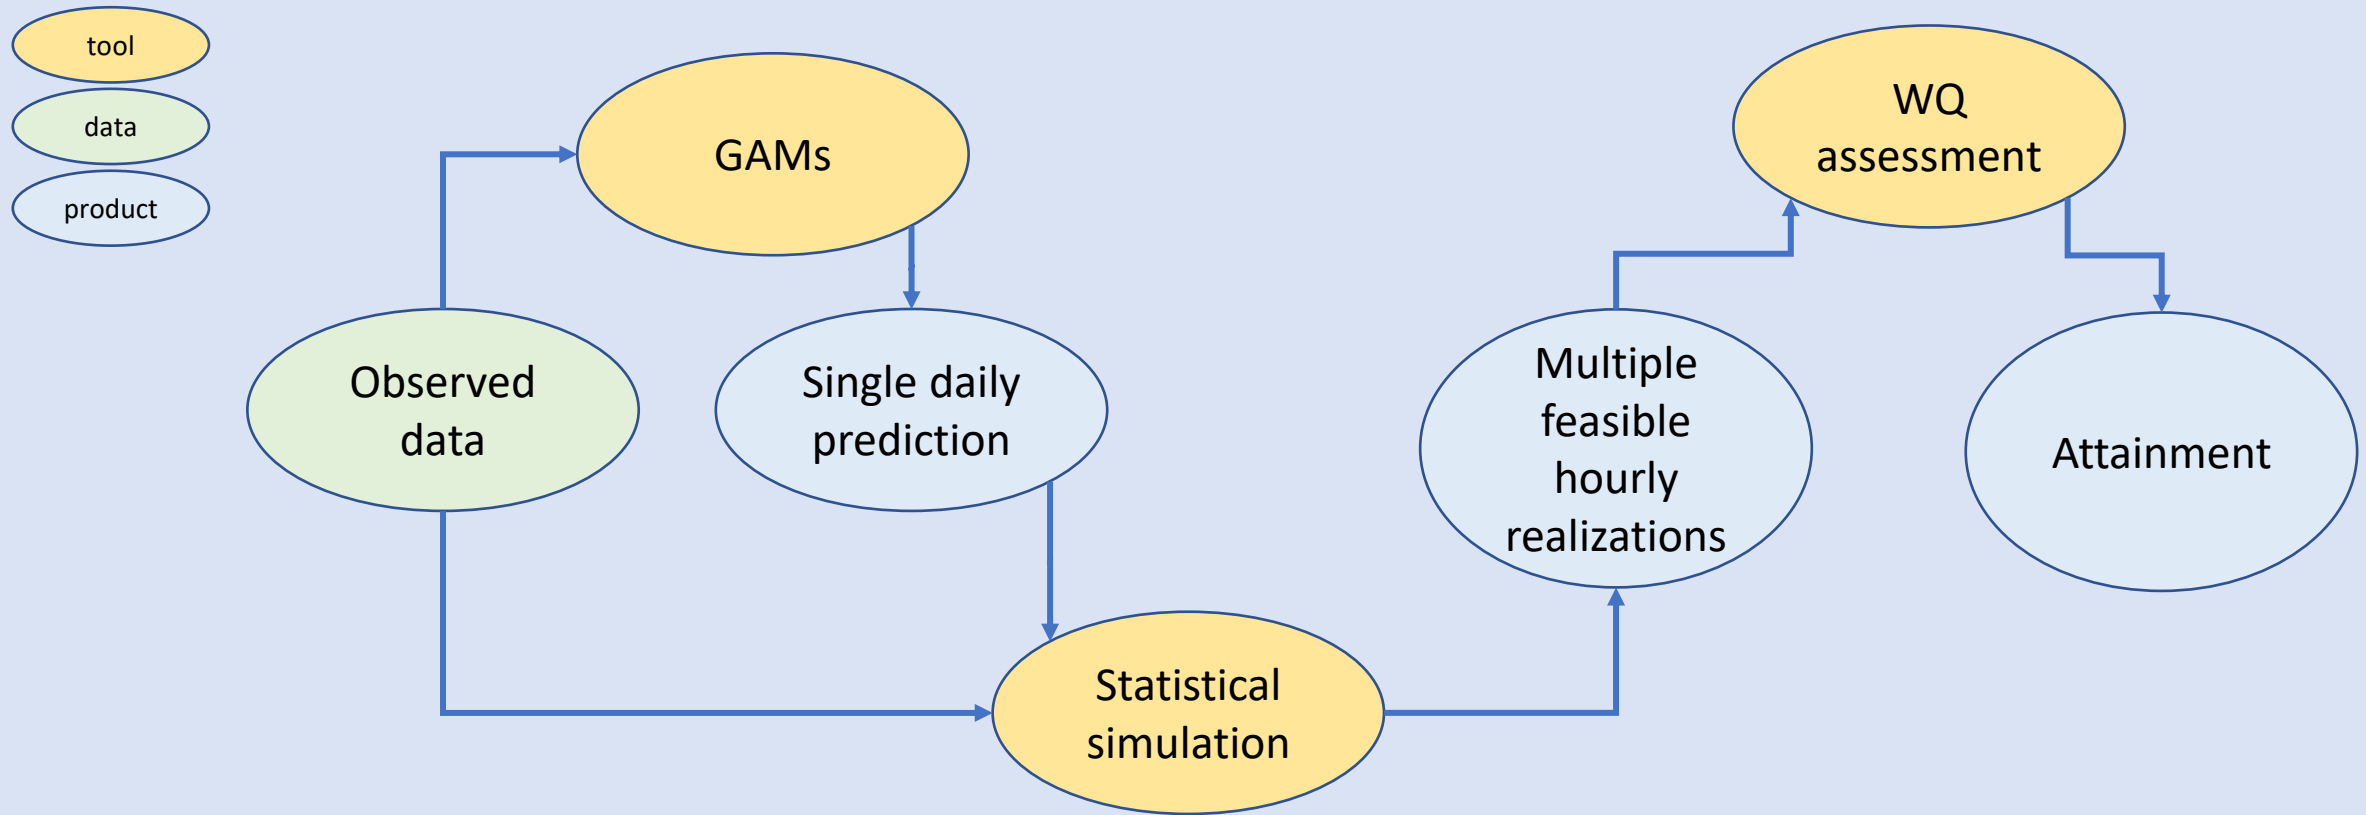 tool
data
product
GAMs
WQ
assessment
Observed
data
Single daily
prediction
Multiple
feasible
hourly
realizations
Attainment
Statistical
simulation